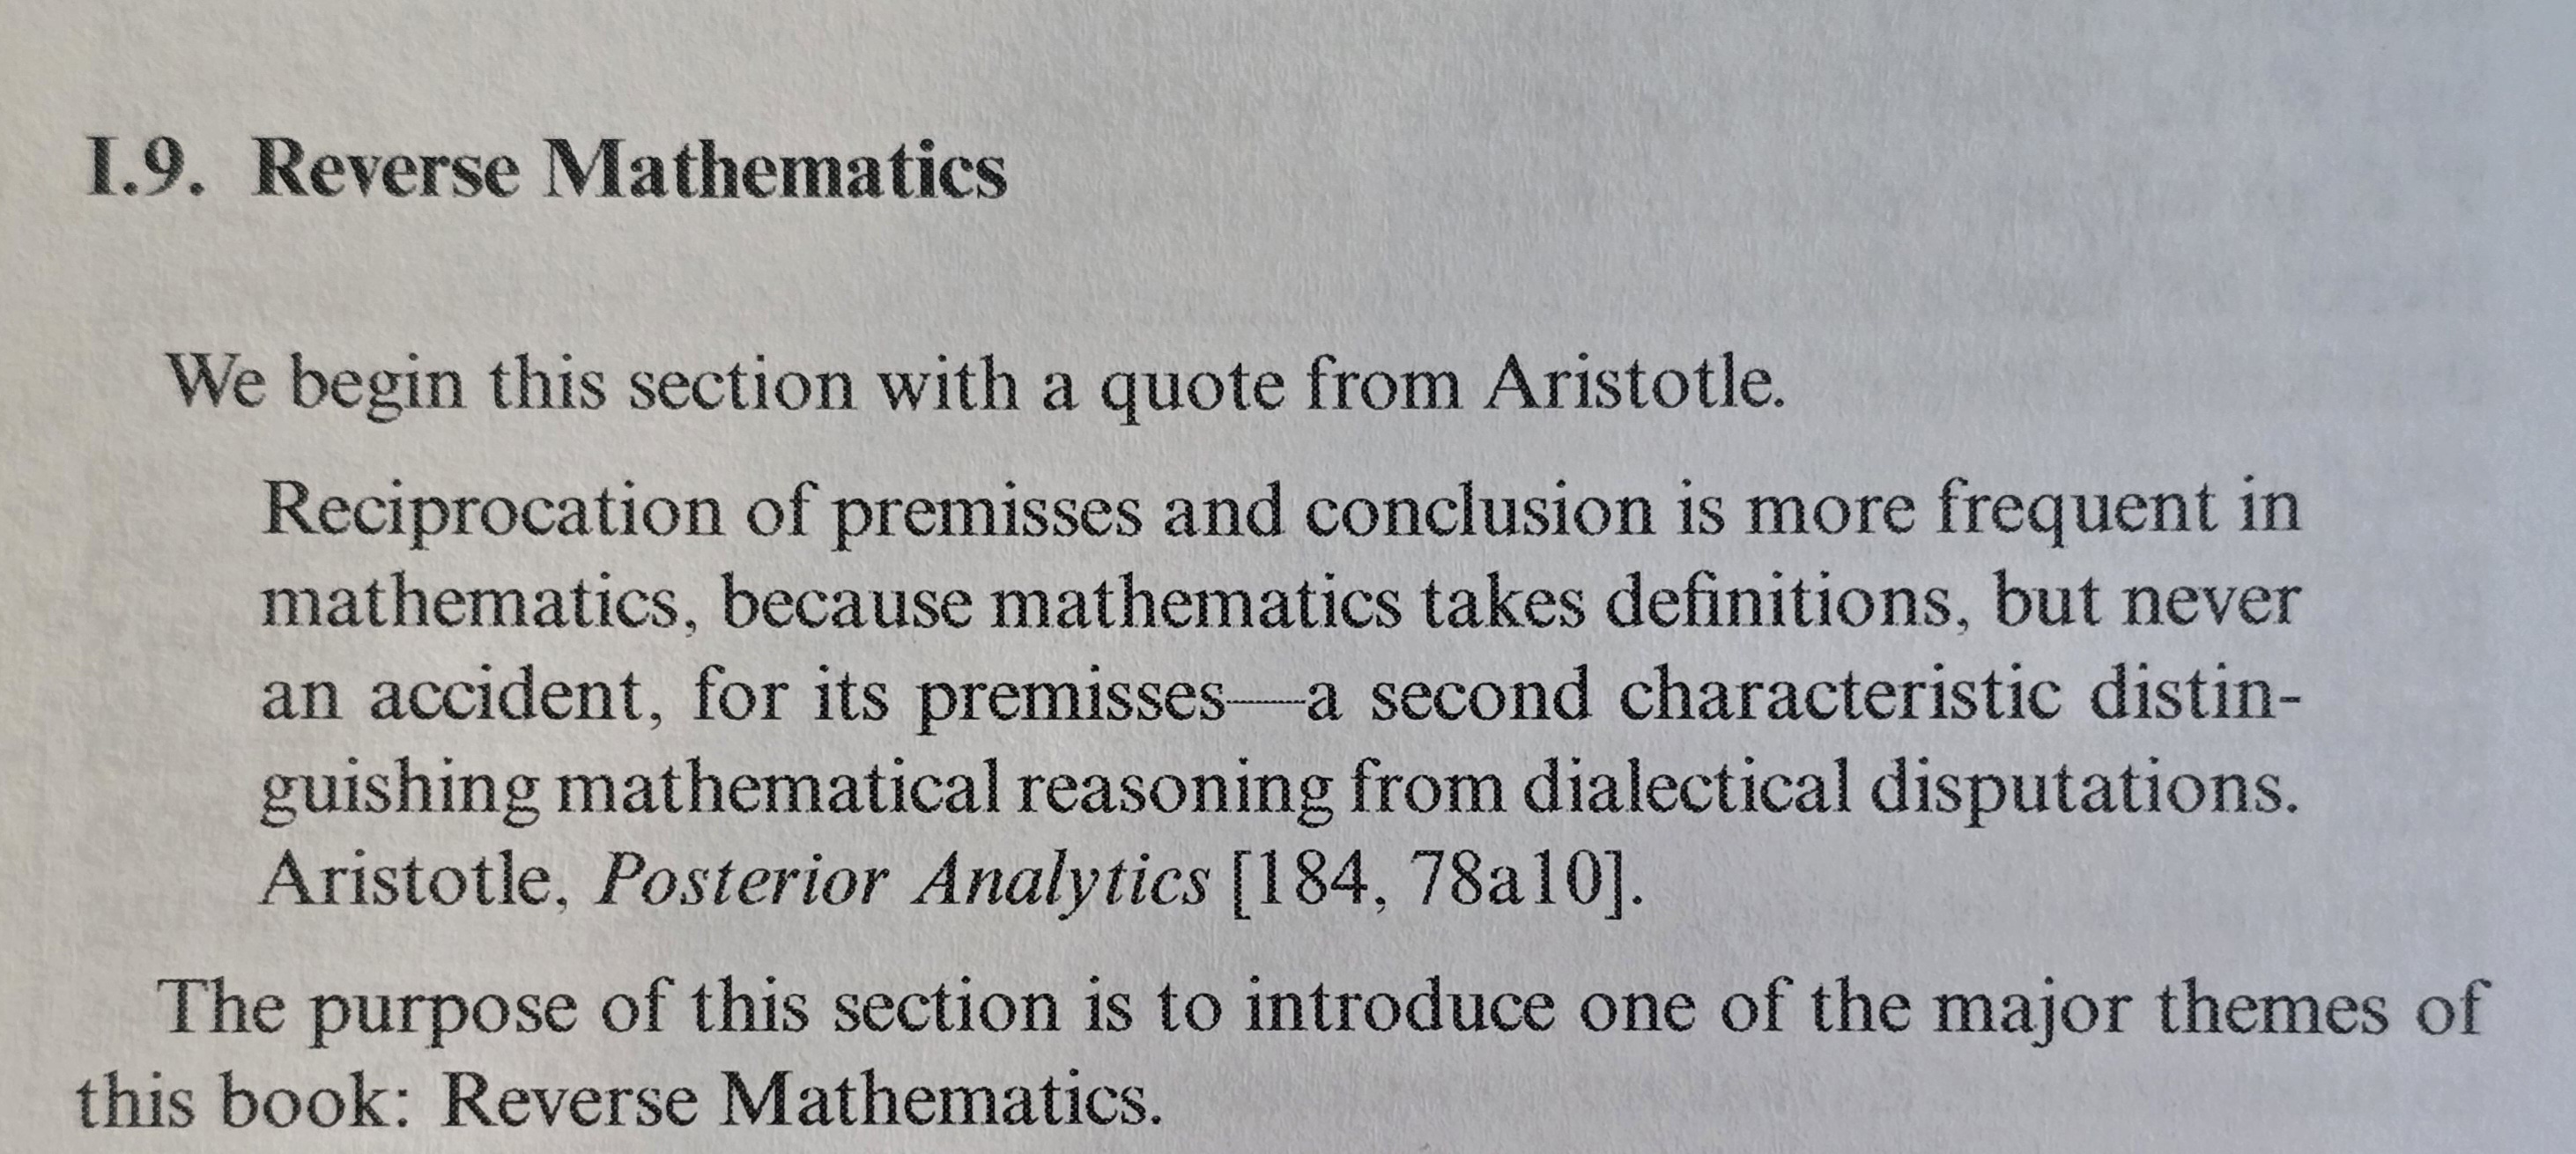 I.9. Reverse Mathematics
We begin this section with a quote from Aristotle.
Reciprocation of premisses and conclusion is more frequent in
mathematics, because mathematics takes definitions, but never
an accident, for its premisses—a second characteristic distin-
guishing mathematical reasoning from dialectical disputations.
Aristotle, Posterior Analytics [184, 78a10].
The purpose of this section is to introduce one of the major themes of
this book: Reverse Mathematics.